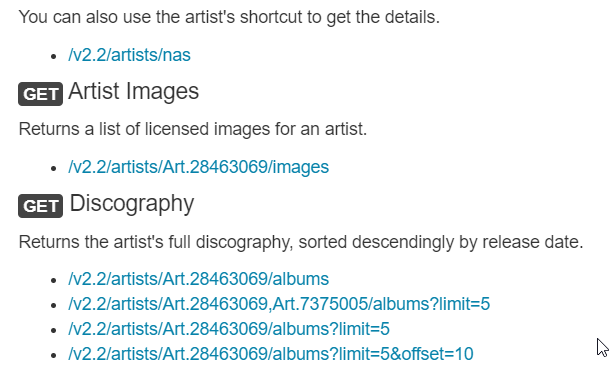 You can also use the artist's shortcut to get the details.
• /v2.2/artists/nas
GET Artist Images
Returns a list of licensed images for an artist.
• /v2.2/artists/Art.28463069/images
GET Discography
Returns the artist's full discography, sorted descendingly by release date.
• /v2.2/artists/Art.28463069/albums
• /v2.2/artists/Art.28463069,Art.7375005/albums?limit=5
• /v2.2/artists/Art.28463069/albums?limit=5
• /v2.2/artists/Art.28463069/albums?limit=5&offset=10